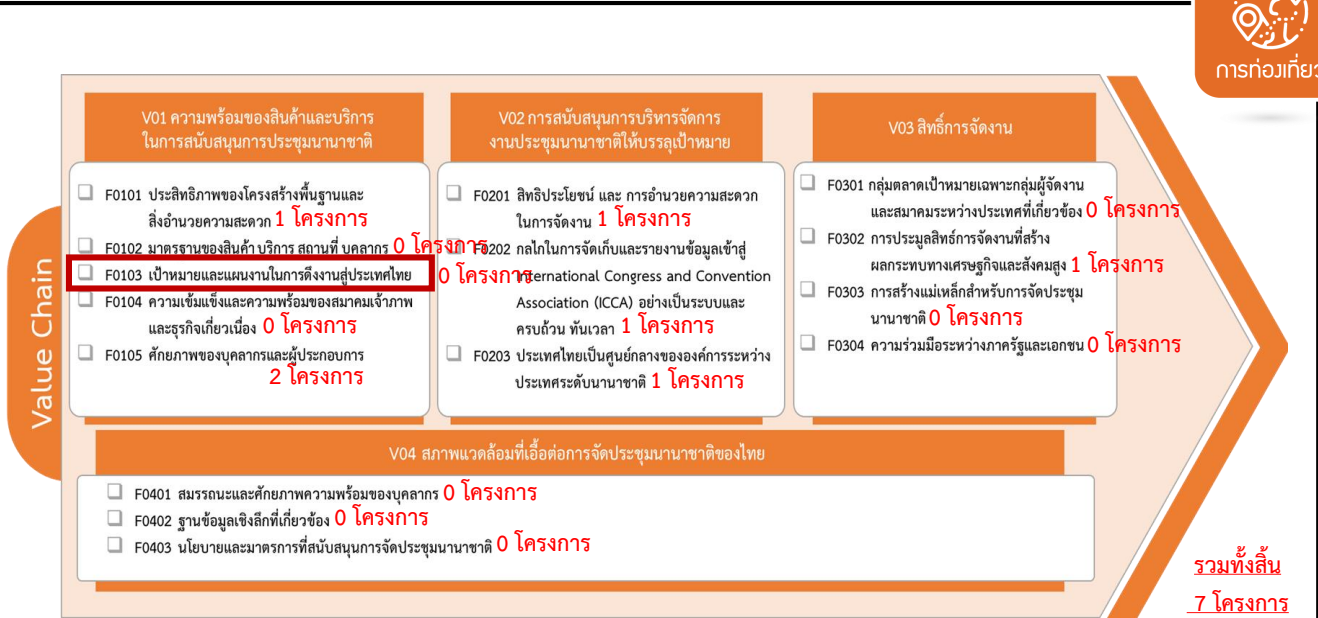 การท่องเที่ยว
Value Chain
V01 ความพร้อมของสินค้าและบริการ
ในการสนับสนุนการประชุมนานาชาติ
F0101 ประสิทธิภาพของโครงสร้างพื้นฐานและ
สิ่งอำนวยความสะดวก 1 โครงการ
F0102 มาตรฐานของสินค้า บริการ สถานที่ บุคลากร 0 โครงการ
F0103 เป้าหมายและแผนงานในการดึงงานสู่ประเทศไทย 0 โครงการ
F0104 ความเข้มแข็งและความพร้อมของสมาคมเจ้าภาพ
และธุรกิจเกี่ยวเนื่อง 0 โครงการ
F0105 ศักยภาพของบุคลากรและผู้ประกอบการ
2 โครงการ
V02 การสนับสนุนการบริหารจัดการ
งานประชุมนานาชาติให้บรรลุเป้าหมาย
F0201 สิทธิประโยชน์ และ การอำนวยความสะดวก
ในการจัดงาน 1 โครงการ
F0202 กลไกในการจัดเก็บและรายงานข้อมูลเข้าสู่
International Congress and Convention
Association (ICCA) อย่างเป็นระบบและ
ครบถ้วน ทันเวลา 1 โครงการ
F0203 ประเทศไทยเป็นศูนย์กลางขององค์การระหว่าง
ประเทศระดับนานาชาติ 1 โครงการ
V03 สิทธิ์การจัดงาน
F0301 กลุ่มตลาดเป้าหมายเฉพาะกลุ่มผู้จัดงาน
และสมาคมระหว่างประเทศที่เกี่ยวข้อง 0 โครงการ
F0302 การประมูลสิทธิ์การจัดงานที่สร้าง
ผลกระทบทางเศรษฐกิจและสังคมสูง 1 โครงการ
F0303 การสร้างแม่เหล็กสำหรับการจัดประชุม
นานาชาติ 0 โครงการ
F0304 ความร่วมมือระหว่างภาครัฐและเอกชน 0 โครงการ
V04 สภาพแวดล้อมที่เอื้อต่อการจัดประชุมนานาชาติของไทย
F0401 สมรรถนะและศักยภาพความพร้อมของบุคลากร 0 โครงการ
F0402 ฐานข้อมูลเชิงลึกที่เกี่ยวข้อง 0 โครงการ
F0403 นโยบายและมาตรการที่สนับสนุนการจัดประชุมนานาชาติ 0 โครงการ
รวมทั้งสิ้น
7 โครงการ